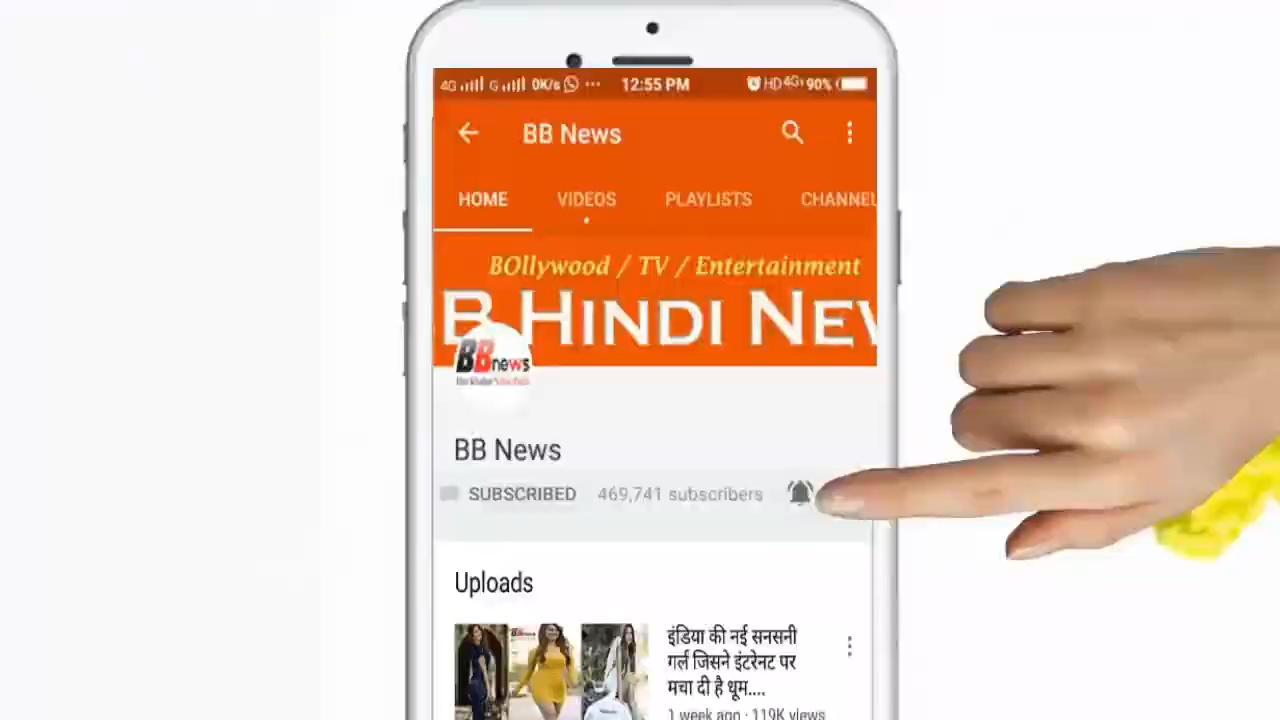 4G G 0K/s ... 12:55 PM HD 4G+ 90%
BB News
HOME VIDEOS PLAYLISTS CHANNEL
BOllywood / TV / Entertainment
B HINDI NEW
BBnews
BB News
SUBSCRIBED 469,741 subscribers
Uploads
इंडिया की नई सनसनी
गर्ल जिसने इंटरनेट पर
मचा दी है धूम....
1 week ago · 119K views